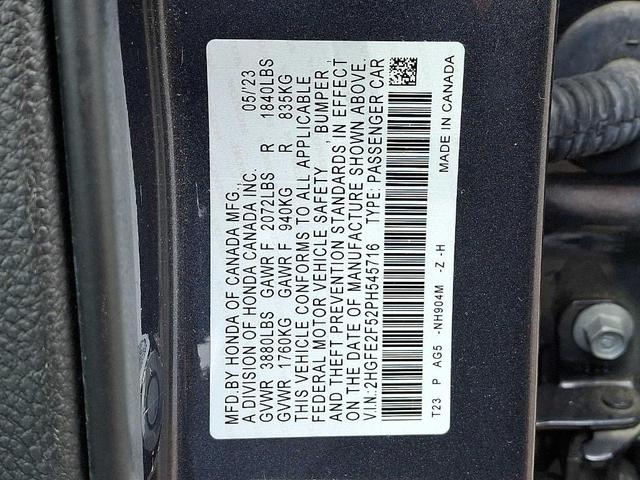 MFD.BY HONDA OF CANADA MFG.,
A DIVISION OF HONDA CANADA INC. 05/'23
GVWR 3880LBS GAWR F 2072LBS R 1840LBS
GVWR 1760KG GAWR F 940KG R 835KG
THIS VEHICLE CONFORMS TO ALL APPLICABLE
FEDERAL MOTOR VEHICLE SAFETY , BUMPER ,
AND THEFT PREVENTION STANDARDS IN EFFECT
ON THE DATE OF MANUFACTURE SHOWN ABOVE.
V.I.N.:2HGFE2F52PH545716 TYPE: PASSENGER CAR
T23 P AG5 -NH904M -Z -H MADE IN CANADA